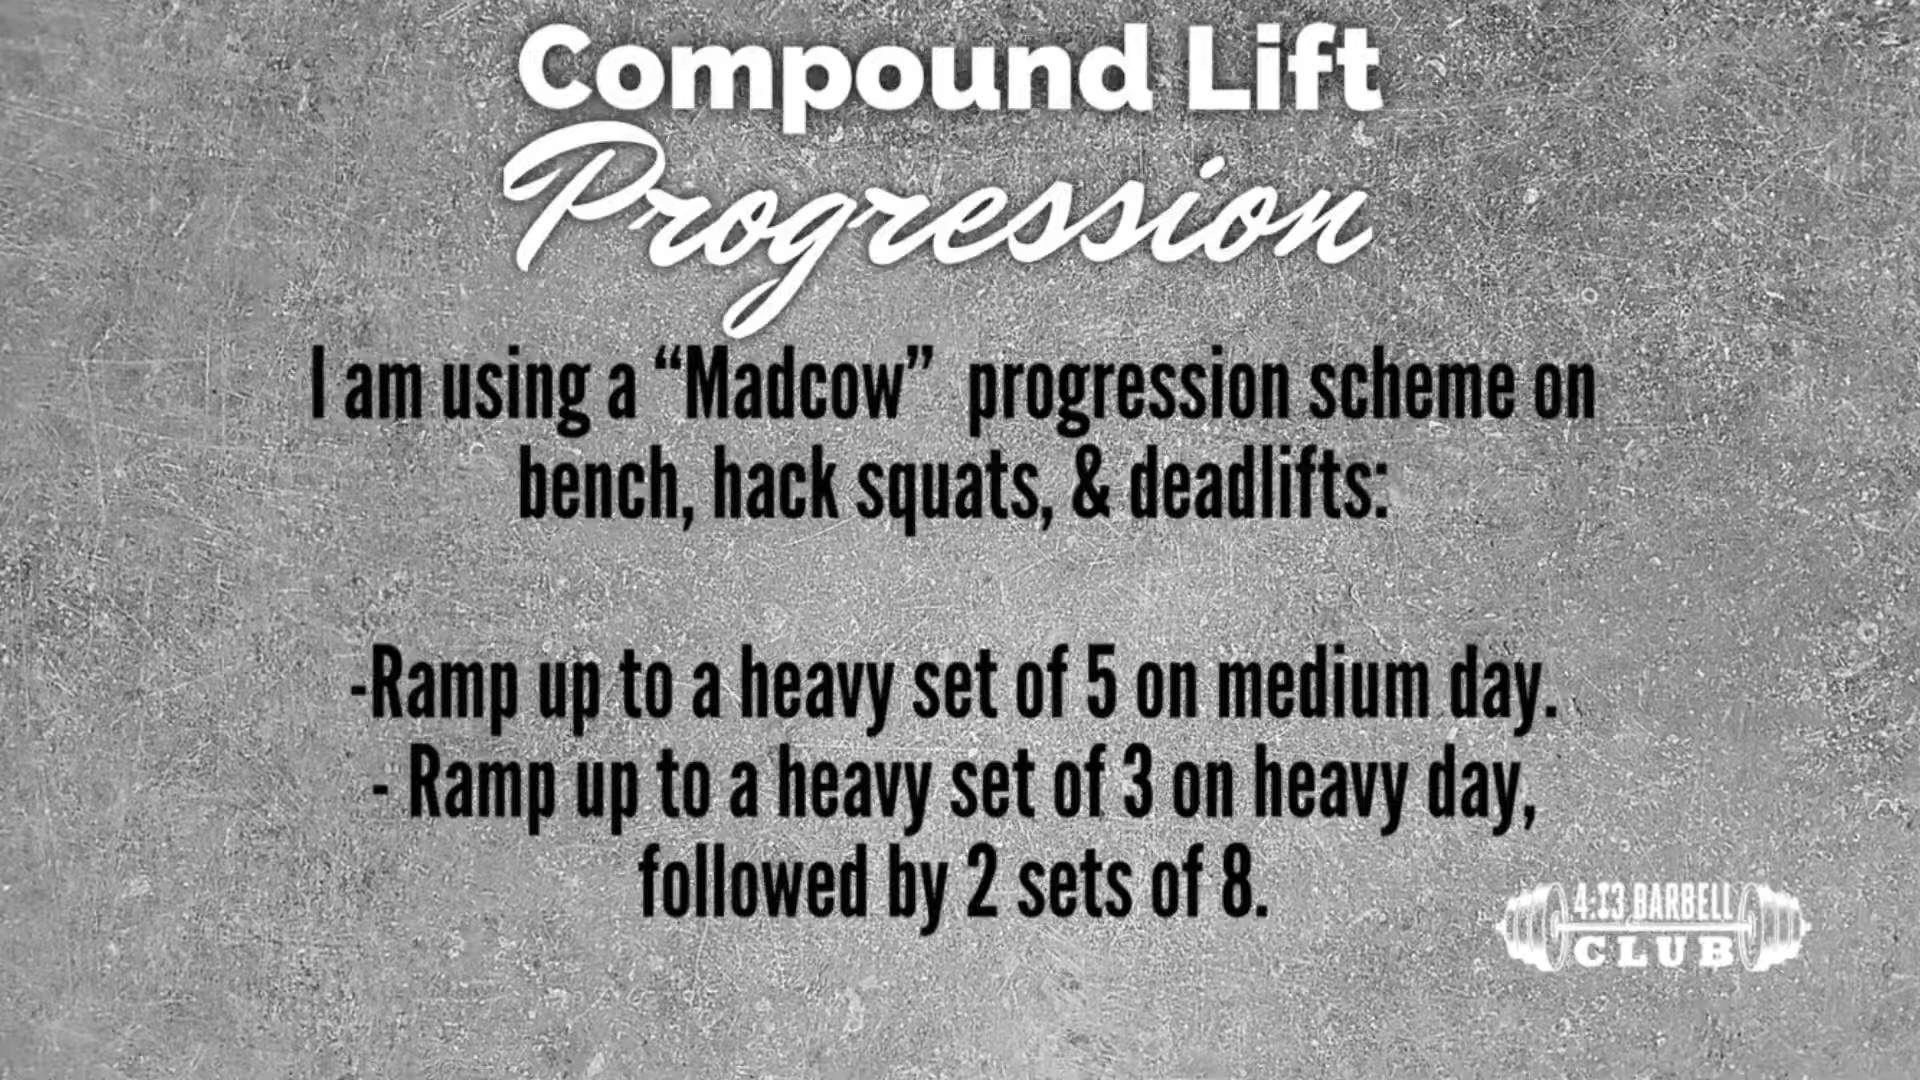 Compound Lift
Progression
I am using a “Madcow” progression scheme on
bench, hack squats, & deadlifts:
-Ramp up to a heavy set of 5 on medium day.
- Ramp up to a heavy set of 3 on heavy day,
followed by 2 sets of 8.
4:13 BARBELL
CLUB